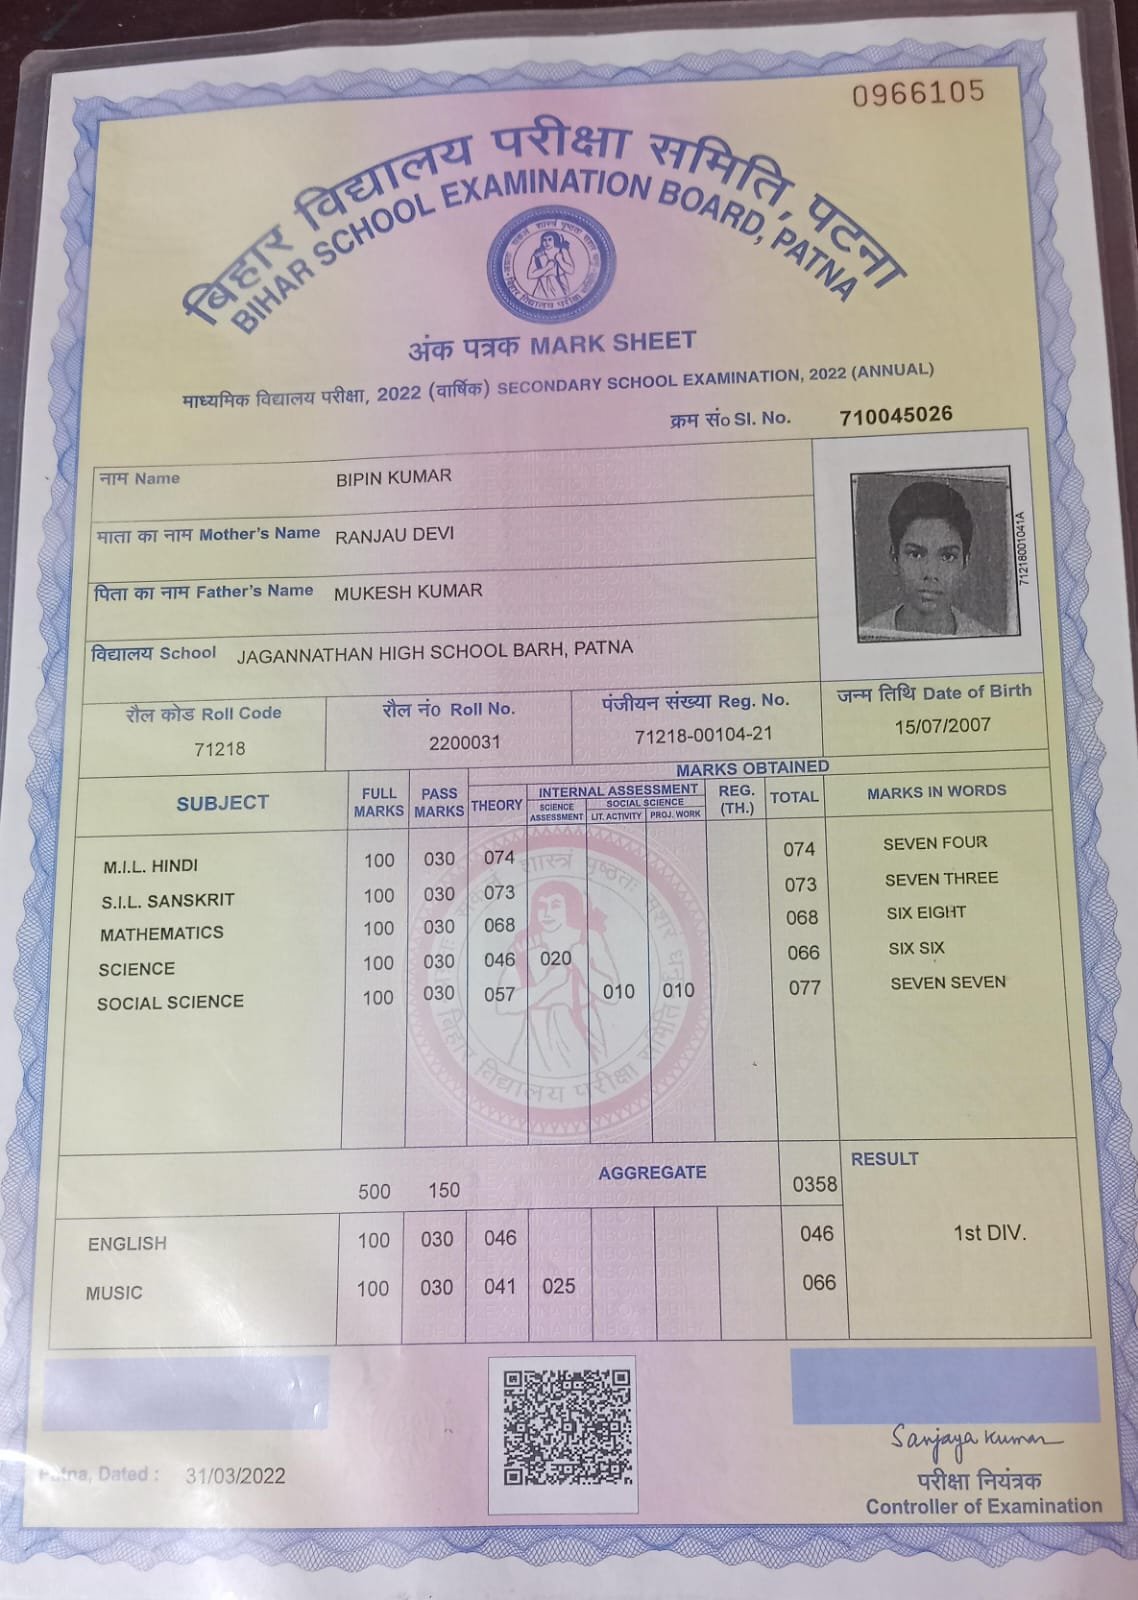 0966105
बिहार विद्यालय परीक्षा समिति, पटना
BIHAR SCHOOL EXAMINATION BOARD, PATNA
अंक पत्रक MARK SHEET
माध्यमिक विद्यालय परीक्षा, 2022 (वार्षिक) SECONDARY SCHOOL EXAMINATION, 2022 (ANNUAL)
क्रम सं० Sl. No. 710045026
नाम Name BIPIN KUMAR
माता का नाम Mother's Name RANJAU DEVI
पिता का नाम Father's Name MUKESH KUMAR
विद्यालय School JAGANNATHAN HIGH SCHOOL BARH, PATNA
71218001041A
रौल कोड Roll Code रौल नं० Roll No. पंजीयन संख्या Reg. No. जन्म तिथि Date of Birth
71218 2200031 71218-00104-21 15/07/2007
MARKS OBTAINED
SUBJECT FULL MARKS PASS MARKS THEORY INTERNAL ASSESSMENT REG. (TH.) TOTAL MARKS IN WORDS
SCIENCE ASSESSMENT SOCIAL SCIENCE LIT. ACTIVITY PROJ. WORK
M.I.L. HINDI 100 030 074 074 SEVEN FOUR
S.I.L. SANSKRIT 100 030 073 073 SEVEN THREE
MATHEMATICS 100 030 068 068 SIX EIGHT
SCIENCE 100 030 046 020 066 SIX SIX
SOCIAL SCIENCE 100 030 057 010 010 077 SEVEN SEVEN
बिहार विद्यालय परीक्षा समिति
500 150 AGGREGATE 0358 RESULT
ENGLISH 100 030 046 046 1st DIV.
MUSIC 100 030 041 025 066
Sanjaya Kumar
Patna, Dated : 31/03/2022
परीक्षा नियंत्रक
Controller of Examination